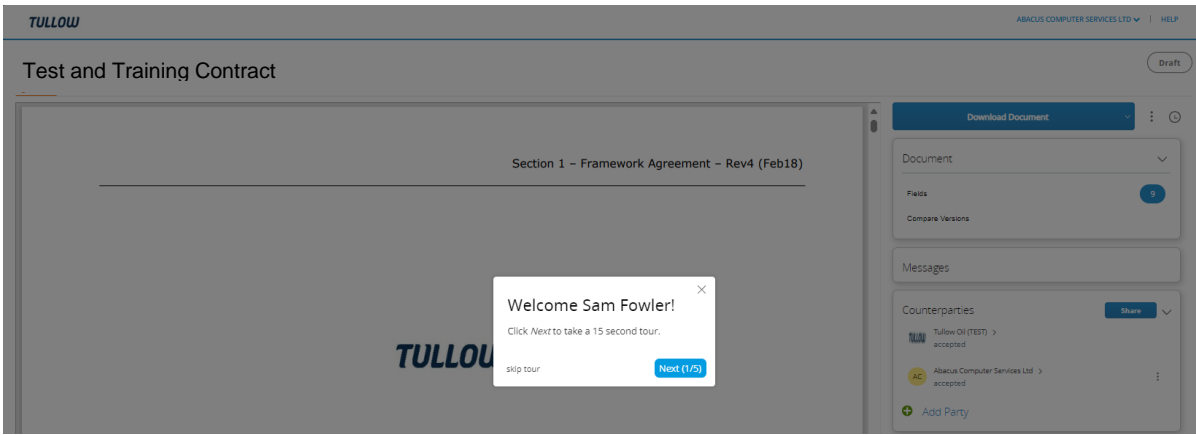 TULLOW
ABACUS COMPUTER SERVICES LTD | HELP
Test and Training Contract
Draft
Section 1 – Framework Agreement – Rev4 (Feb18)
TULLOW
Welcome Sam Fowler!
Click Next to take a 15 second tour.
skip tour
Next (1/5)
Download Document
Document
Fields
9
Compare Versions
Messages
Counterparties
Share
TULLOW
Tullow Oil (TEST) >
accepted
AC
Abacus Computer Services Ltd >
accepted
Add Party